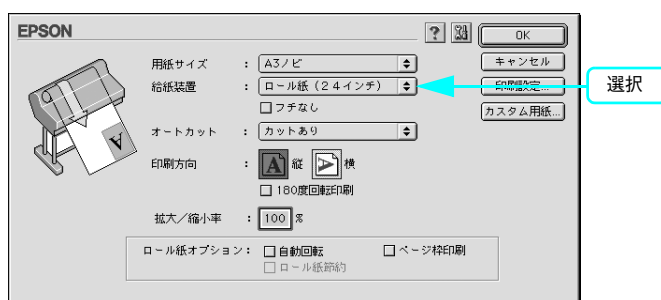 EPSON
? OK
用紙サイズ : A3ノビ キャンセル
給紙装置 : ロール紙（24インチ） 印刷設定... 選択
フチなし カスタム用紙...
オートカット : カットあり
印刷方向 : A 縦 A 横
180度回転印刷
拡大／縮小率 : 100 %
ロール紙オプション： 自動回転 ページ枠印刷
ロール紙節約
A